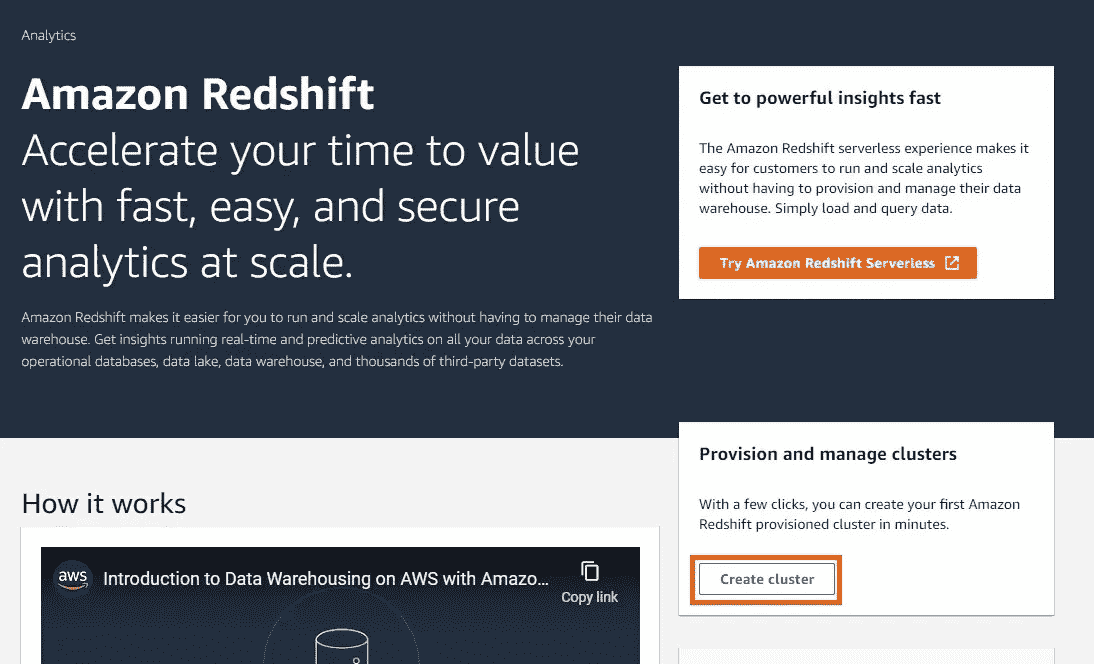 Analytics
Amazon Redshift
Accelerate your time to value
with fast, easy, and secure
analytics at scale.
Amazon Redshift makes it easier for you to run and scale analytics without having to manage their data
warehouse. Get insights running real-time and predictive analytics on all your data across your
operational databases, data lake, data warehouse, and thousands of third-party datasets.
Get to powerful insights fast
The Amazon Redshift serverless experience makes it
easy for customers to run and scale analytics
without having to provision and manage their data
warehouse. Simply load and query data.
Try Amazon Redshift Serverless
Provision and manage clusters
With a few clicks, you can create your first Amazon
Redshift provisioned cluster in minutes.
Create cluster
How it works
aws
Introduction to Data Warehousing on AWS with Amazo...
Copy link